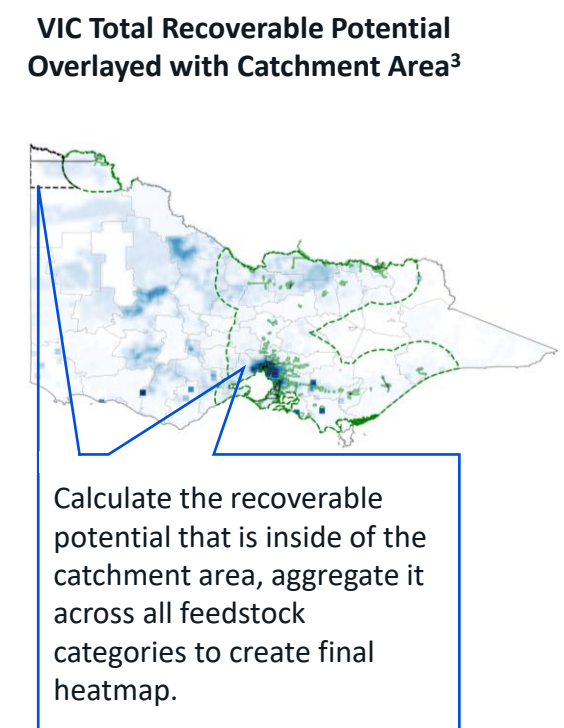 VIC Total Recoverable Potential
Overlayed with Catchment Area³
Calculate the recoverable
potential that is inside of the
catchment area, aggregate it
across all feedstock
categories to create final
heatmap.